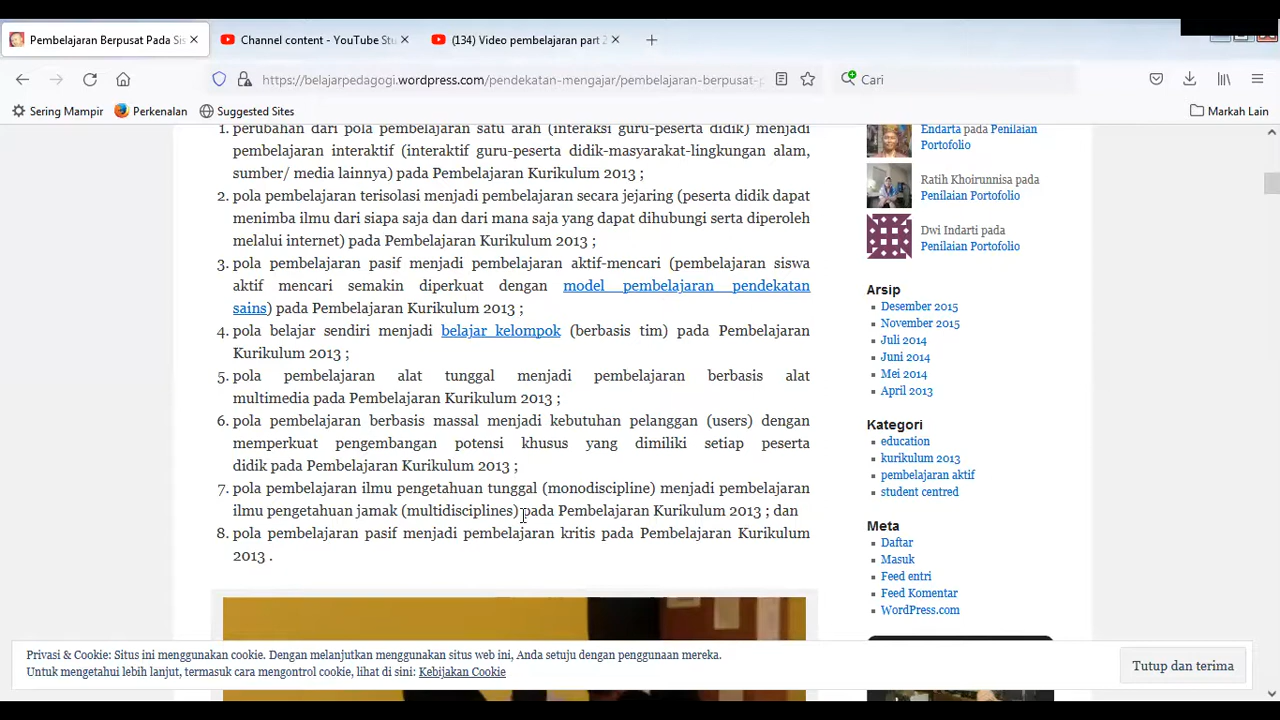 Pembelajaran Berpusat Pada Sis
Channel content - YouTube Stu
(134) Video pembelajaran part 2
https://belajarpedagogi.wordpress.com/pendekatan-mengajar/pembelajaran-berpusat-p
Cari
Sering Mampir
Perkenalan
Suggested Sites
Markah Lain
1. perubahan dari pola pembelajaran satu arah (interaksi guru-peserta didik) menjadi
pembelajaran interaktif (interaktif guru-peserta didik-masyarakat-lingkungan alam,
sumber/ media lainnya) pada Pembelajaran Kurikulum 2013 ;
2. pola pembelajaran terisolasi menjadi pembelajaran secara jejaring (peserta didik dapat
menimba ilmu dari siapa saja dan dari mana saja yang dapat dihubungi serta diperoleh
melalui internet) pada Pembelajaran Kurikulum 2013 ;
3. pola pembelajaran pasif menjadi pembelajaran aktif-mencari (pembelajaran siswa
aktif mencari semakin diperkuat dengan model pembelajaran pendekatan
sains) pada Pembelajaran Kurikulum 2013 ;
4. pola belajar sendiri menjadi belajar kelompok (berbasis tim) pada Pembelajaran
Kurikulum 2013 ;
5. pola pembelajaran alat tunggal menjadi pembelajaran berbasis alat
multimedia pada Pembelajaran Kurikulum 2013 ;
6. pola pembelajaran berbasis massal menjadi kebutuhan pelanggan (users) dengan
memperkuat pengembangan potensi khusus yang dimiliki setiap peserta
didik pada Pembelajaran Kurikulum 2013 ;
7. pola pembelajaran ilmu pengetahuan tunggal (monodiscipline) menjadi pembelajaran
ilmu pengetahuan jamak (multidisciplines) pada Pembelajaran Kurikulum 2013 ; dan
8. pola pembelajaran pasif menjadi pembelajaran kritis pada Pembelajaran Kurikulum
2013 .
Endarta pada Penilaian
Portofolio
Ratih Khoirunnisa pada
Penilaian Portofolio
Dwi Indarti pada
Penilaian Portofolio
Arsip
Desember 2015
November 2015
Juli 2014
Juni 2014
Mei 2014
April 2013
Kategori
education
kurikulum 2013
pembelajaran aktif
student centred
Meta
Daftar
Masuk
Feed entri
Feed Komentar
WordPress.com
Privasi & Cookie: Situs ini menggunakan cookie. Dengan melanjutkan menggunakan situs web ini, Anda setuju dengan penggunaan mereka.
Untuk mengetahui lebih lanjut, termasuk cara mengontrol cookie, lihat di sini: Kebijakan Cookie
Tutup dan terima